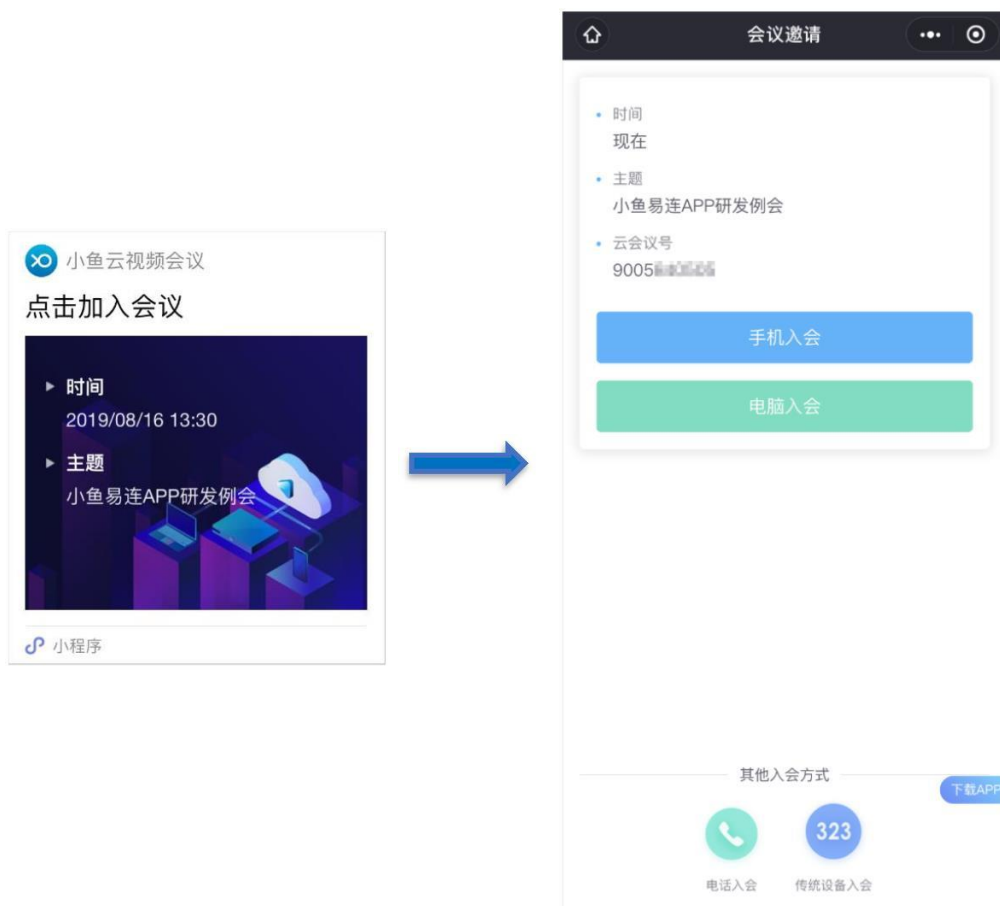 小鱼云视频会议
点击加入会议
时间
2019/08/16 13:30
主题
小鱼易连APP研发例会
小程序
会议邀请
时间
现在
主题
小鱼易连APP研发例会
云会议号
9005
手机入会
电脑入会
其他入会方式
下载APP
323
电话入会
传统设备入会